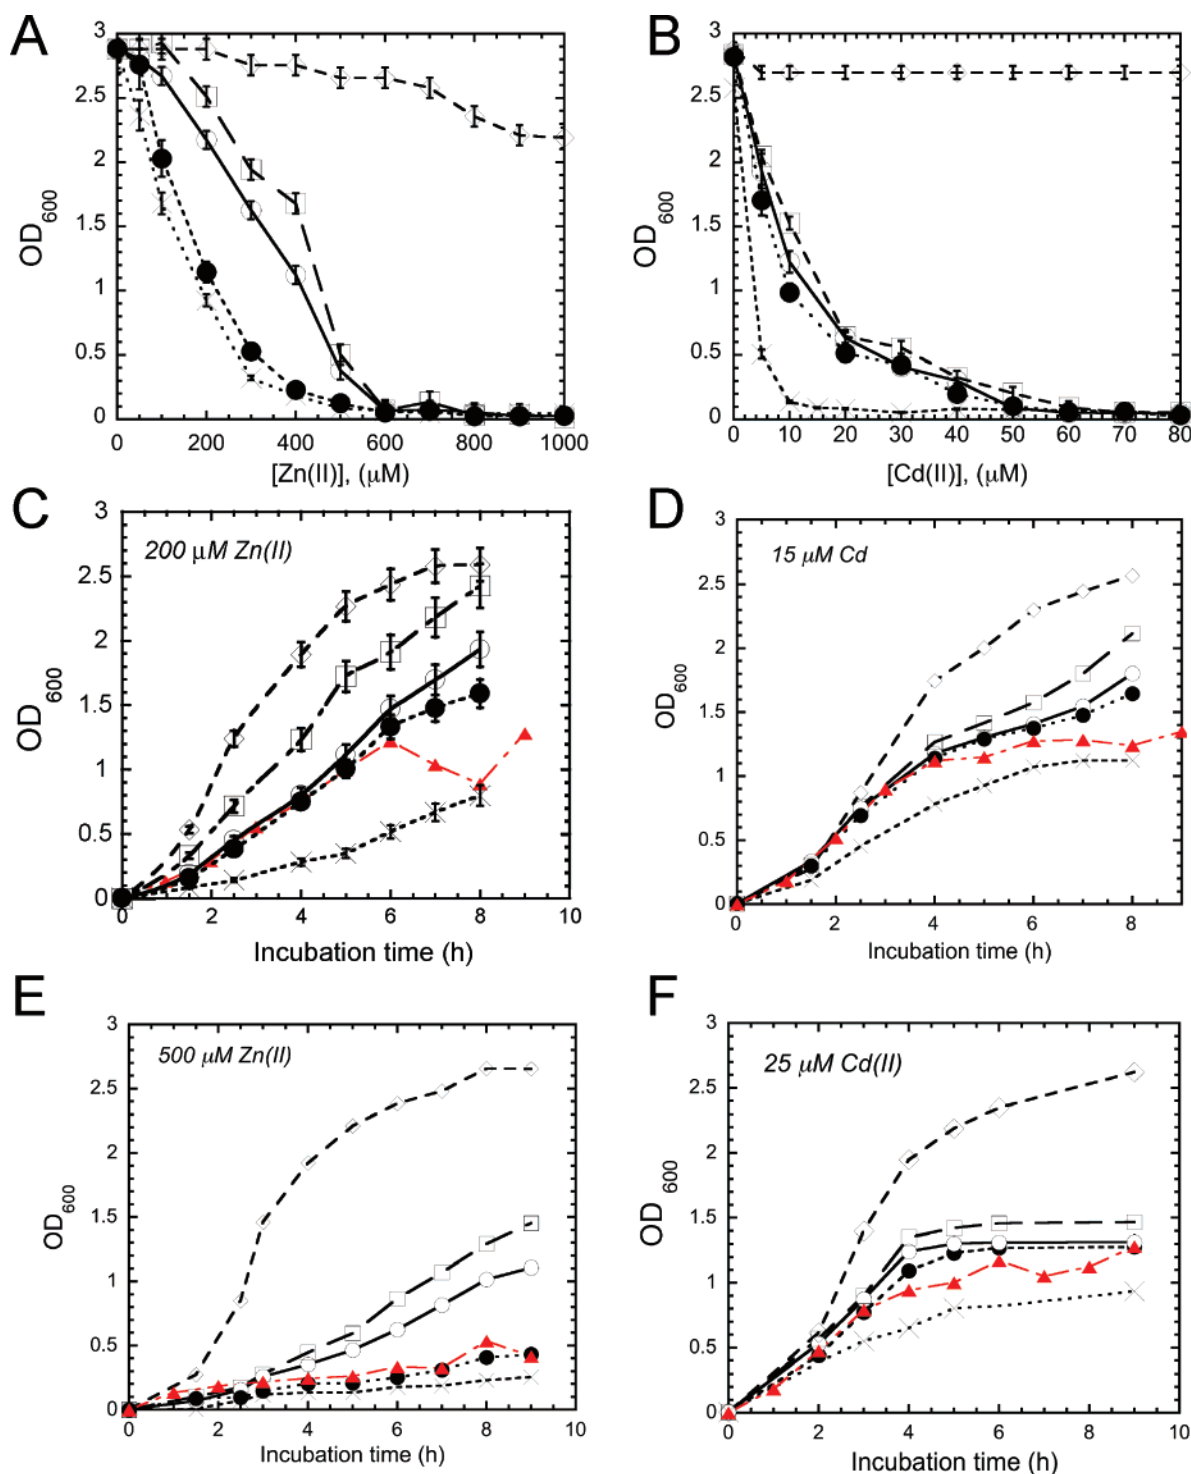 A
3
2.5
2
1.5
1
0.5
0
OD600
0 200 400 600 800 1000
[Zn(II)], (μM)
B
3
2.5
2
1.5
1
0.5
0
OD600
0 10 20 30 40 50 60 70 80
[Cd(II)], (μM)
C
200 μM Zn(II)
3
2.5
2
1.5
1
0.5
0
OD600
0 2 4 6 8 10
Incubation time (h)
D
15 μM Cd
3
2.5
2
1.5
1
0.5
0
OD600
0 2 4 6 8
Incubation time (h)
E
500 μM Zn(II)
3
2.5
2
1.5
1
0.5
0
OD600
0 2 4 6 8 10
Incubation time (h)
F
25 μM Cd(II)
3
2.5
2
1.5
1
0.5
0
OD600
0 2 4 6 8 10
Incubation time (h)